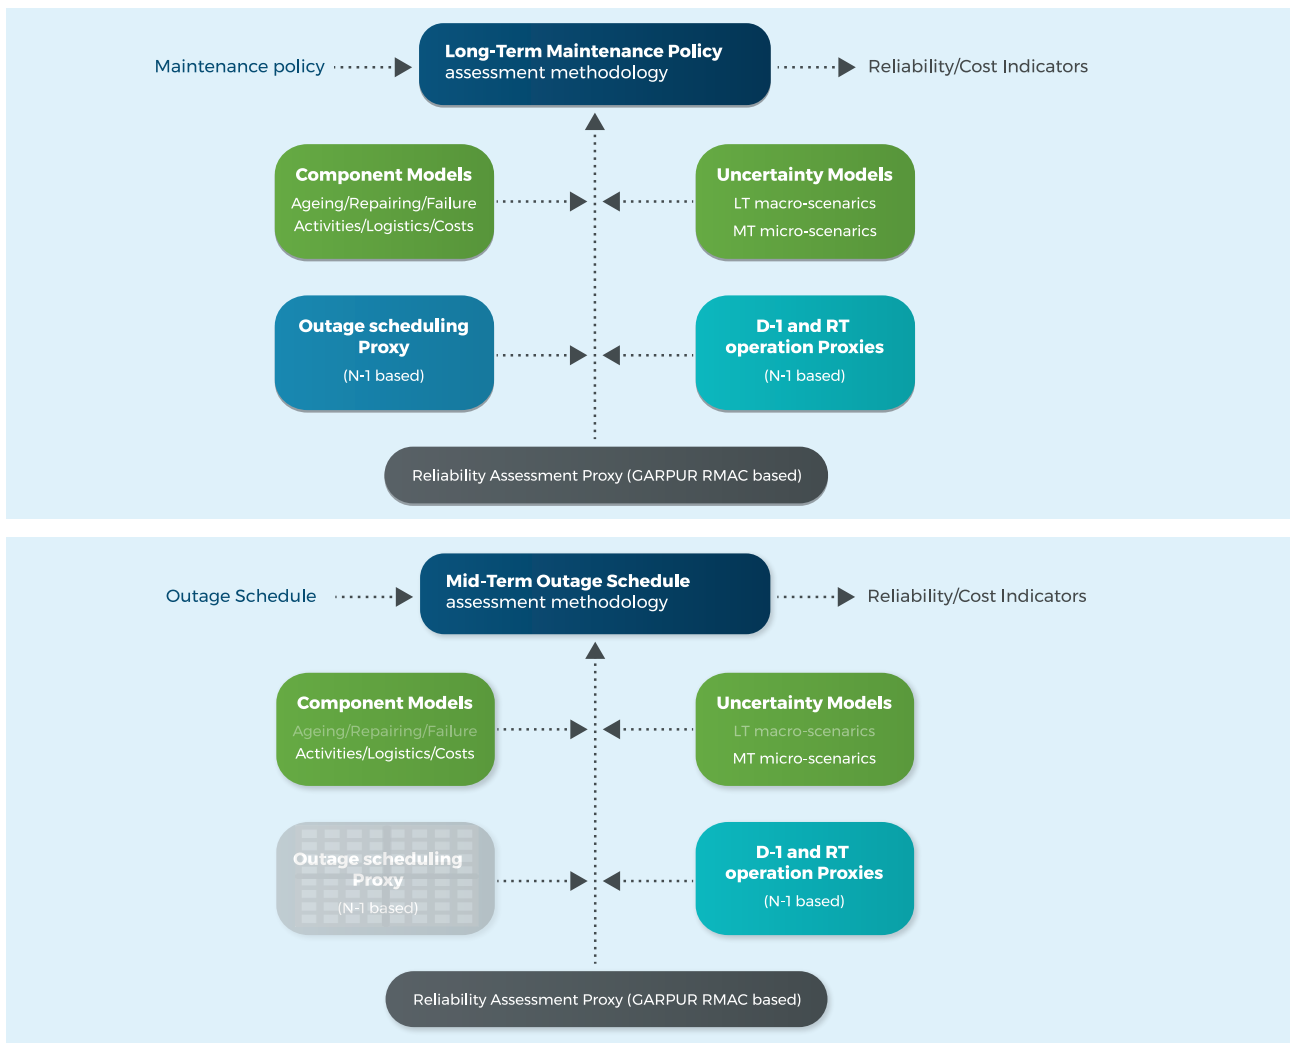 Long-Term Maintenance Policy
assessment methodology
Maintenance policy
Reliability/Cost Indicators
Component Models
Ageing/Repairing/Failure
Activities/Logistics/Costs
Uncertainty Models
LT macro-scenarics
MT micro-scenarics
Outage scheduling
Proxy
(N-1 based)
D-1 and RT
operation Proxies
(N-1 based)
Reliability Assessment Proxy (GARPUR RMAC based)
Mid-Term Outage Schedule
assessment methodology
Outage Schedule
Reliability/Cost Indicators
Component Models
Ageing/Repairing/Failure
Activities/Logistics/Costs
Uncertainty Models
LT macro-scenarics
MT micro-scenarics
Outage scheduling
Proxy
(N-1 based)
D-1 and RT
operation Proxies
(N-1 based)
Reliability Assessment Proxy (GARPUR RMAC based)